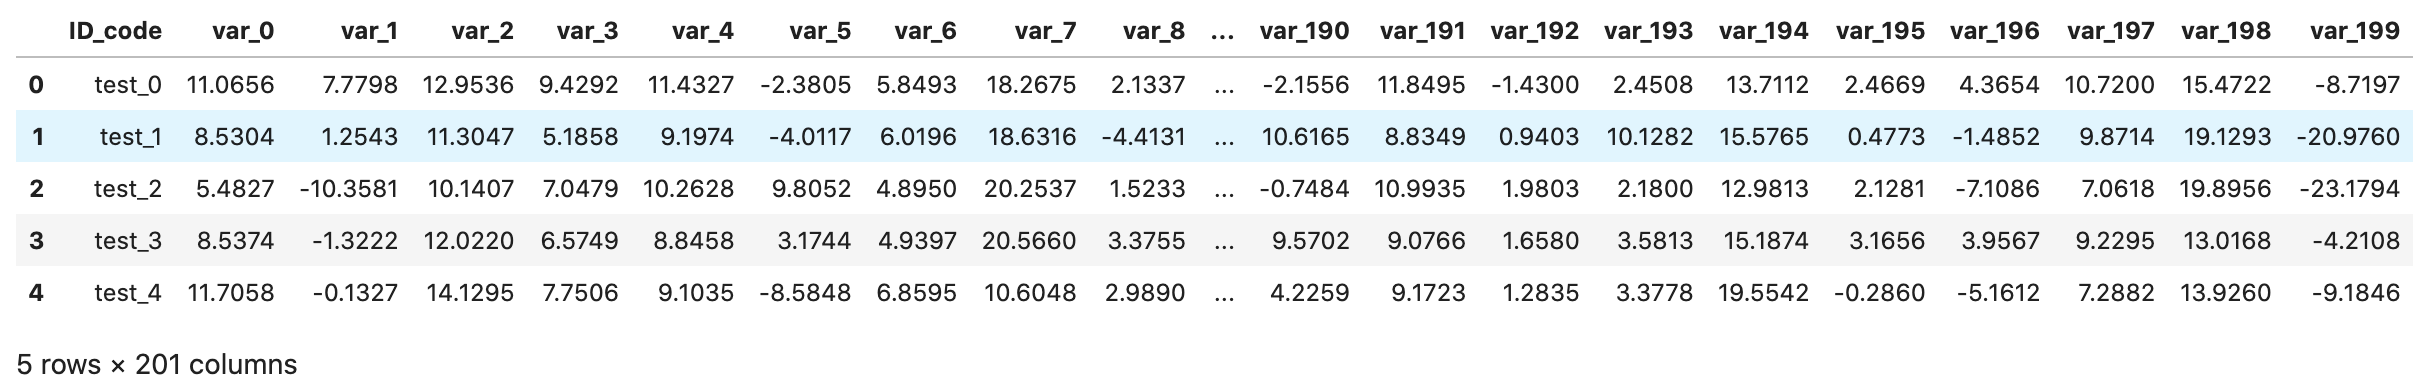 ID_code var_0 var_1 var_2 var_3 var_4 var_5 var_6 var_7 var_8 ... var_190 var_191 var_192 var_193 var_194 var_195 var_196 var_197 var_198 var_199
0 test_0 11.0656 7.7798 12.9536 9.4292 11.4327 -2.3805 5.8493 18.2675 2.1337 ... -2.1556 11.8495 -1.4300 2.4508 13.7112 2.4669 4.3654 10.7200 15.4722 -8.7197
1 test_1 8.5304 1.2543 11.3047 5.1858 9.1974 -4.0117 6.0196 18.6316 -4.4131 ... 10.6165 8.8349 0.9403 10.1282 15.5765 0.4773 -1.4852 9.8714 19.1293 -20.9760
2 test_2 5.4827 -10.3581 10.1407 7.0479 10.2628 9.8052 4.8950 20.2537 1.5233 ... -0.7484 10.9935 1.9803 2.1800 12.9813 2.1281 -7.1086 7.0618 19.8956 -23.1794
3 test_3 8.5374 -1.3222 12.0220 6.5749 8.8458 3.1744 4.9397 20.5660 3.3755 ... 9.5702 9.0766 1.6580 3.5813 15.1874 3.1656 3.9567 9.2295 13.0168 -4.2108
4 test_4 11.7058 -0.1327 14.1295 7.7506 9.1035 -8.5848 6.8595 10.6048 2.9890 ... 4.2259 9.1723 1.2835 3.3778 19.5542 -0.2860 -5.1612 7.2882 13.9260 -9.1846
5 rows × 201 columns